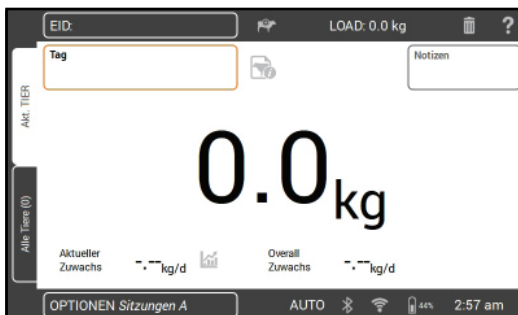 EID:
LOAD: 0.0 kg
?
Tag
Notizen
Akt. TIER
0.0kg
Alle Tiere (0)
Aktueller
Zuwachs
-.--kg/d
Overall
Zuwachs
-.--kg/d
OPTIONEN Sitzungen A
AUTO
44%
2:57 am